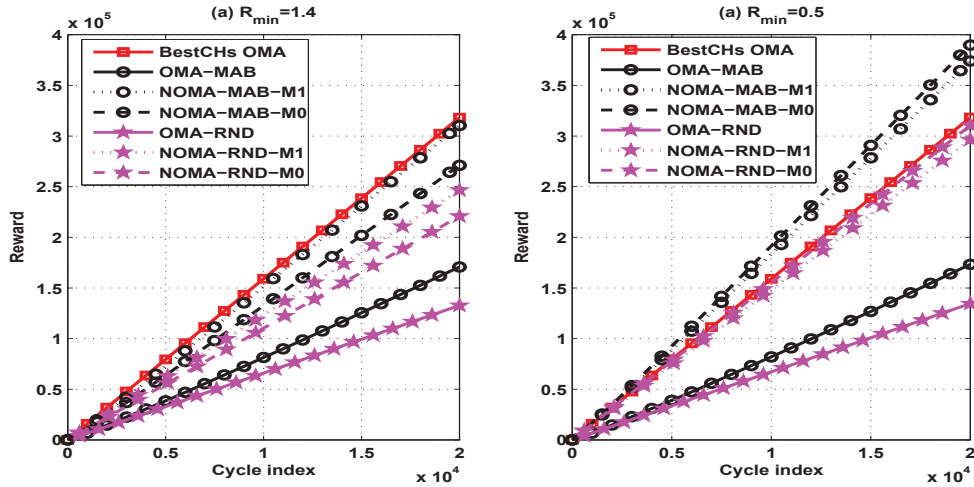 (a) R_min=1.4
x 10^5
4
3.5
3
2.5
2
1.5
1
0.5
0
Reward
BestCHs OMA
OMA−MAB
NOMA−MAB−M1
NOMA−MAB−M0
OMA−RND
NOMA−RND−M1
NOMA−RND−M0
0
0.5
1
1.5
2
Cycle index
x 10^4
(a) R_min=0.5
x 10^5
4
3.5
3
2.5
2
1.5
1
0.5
0
Reward
BestCHs OMA
OMA−MAB
NOMA−MAB−M1
NOMA−MAB−M0
OMA−RND
NOMA−RND−M1
NOMA−RND−M0
0
0.5
1
1.5
2
Cycle index
x 10^4